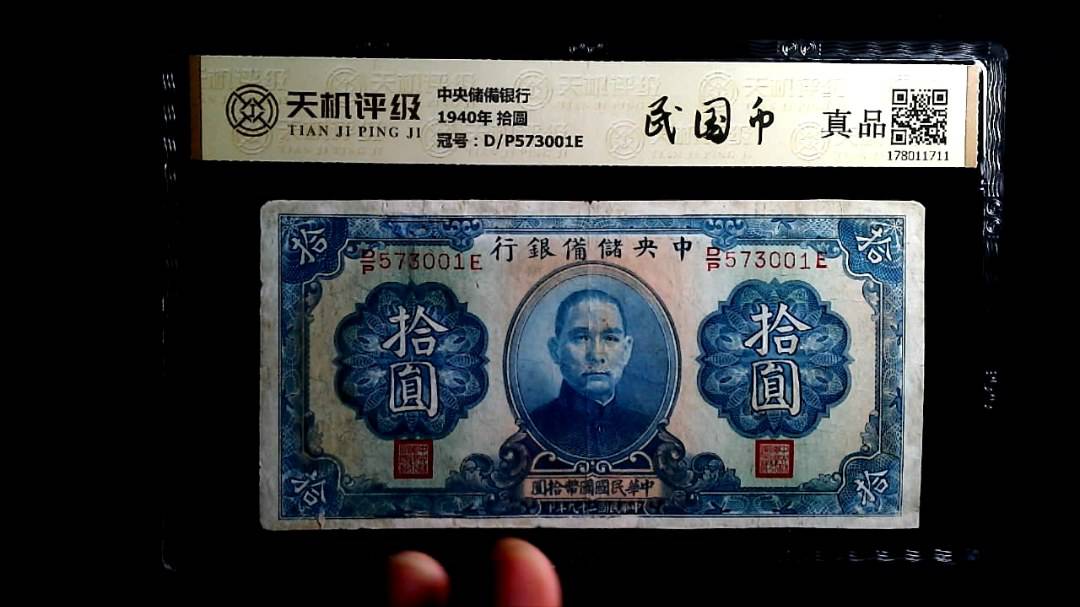 天机评级
TIAN JI PING JI
中央储備银行
1940年 拾圆
冠号：D/P573001E
民国币
真品
178011711
行銀備儲央中
D/P573001E
D/P573001E
拾
拾
拾圓
拾圓
圓拾幣國國民華中
拾
拾